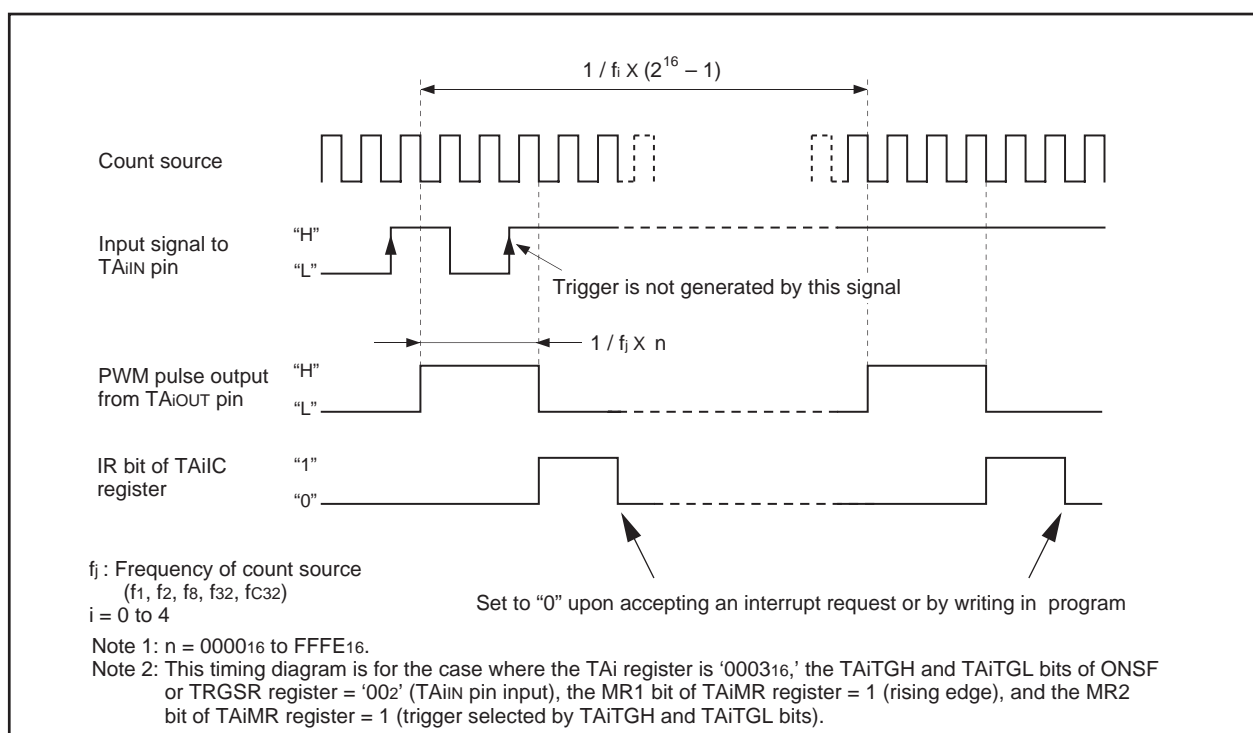 1 / fi X (2^16 – 1)
Count source
Input signal to
TAiIN pin
“H”
“L”
Trigger is not generated by this signal
1 / fj X n
PWM pulse output
from TAiOUT pin
“H”
“L”
IR bit of TAiIC
register
“1”
“0”
fj : Frequency of count source
(f1, f2, f8, f32, fC32)
i = 0 to 4
Set to “0” upon accepting an interrupt request or by writing in program
Note 1: n = 000016 to FFFE16.
Note 2: This timing diagram is for the case where the TAi register is ‘000316,’ the TAiTGH and TAiTGL bits of ONSF
or TRGSR register = ‘002’ (TAiIN pin input), the MR1 bit of TAiMR register = 1 (rising edge), and the MR2
bit of TAiMR register = 1 (trigger selected by TAiTGH and TAiTGL bits).